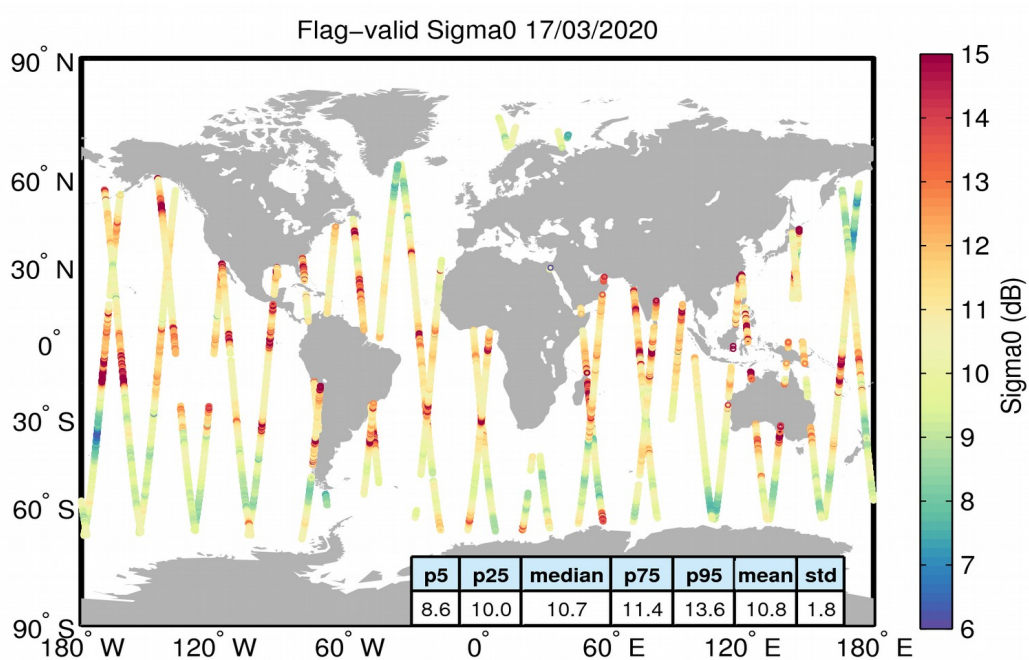 Flag−valid Sigma0 17/03/2020
90° N
60° N
30° N
0°
30° S
60° S
90° S
180° W
120° W
60° W
0°
60° E
120° E
180° E
15
14
13
12
11
10
9
8
7
6
Sigma0 (dB)
p5 p25 median p75 p95 mean std
8.6 10.0 10.7 11.4 13.6 10.8 1.8